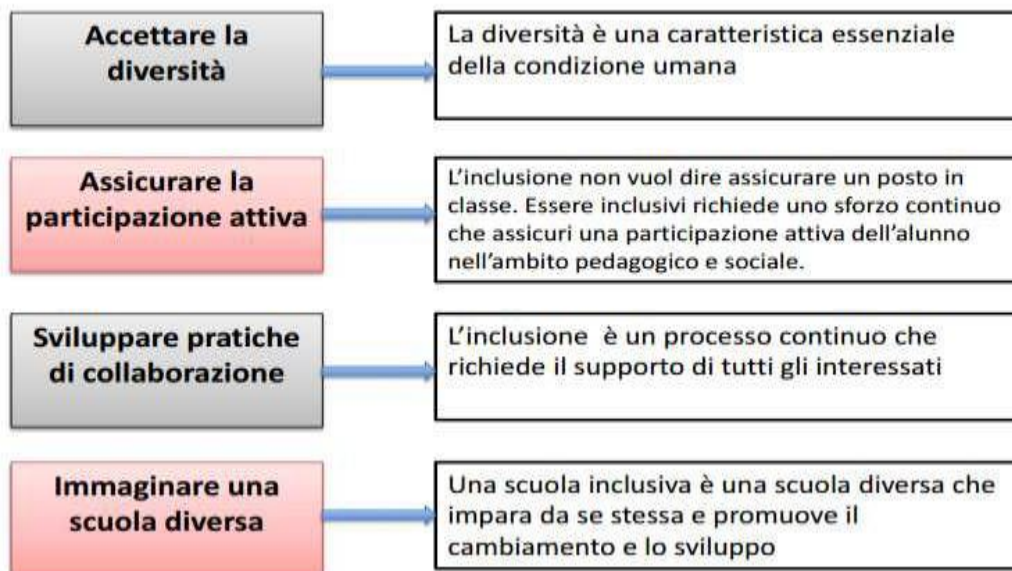 Accettare la
diversità
La diversità è una caratteristica essenziale
della condizione umana
Assicurare la
participazione attiva
L'inclusione non vuol dire assicurare un posto in
classe. Essere inclusivi richiede uno sforzo continuo
che assicuri una participazione attiva dell'alunno
nell'ambito pedagogico e sociale.
Sviluppare pratiche
di collaborazione
L'inclusione è un processo continuo che
richiede il supporto di tutti gli interessati
Immaginare una
scuola diversa
Una scuola inclusiva è una scuola diversa che
impara da se stessa e promuove il
cambiamento e lo sviluppo